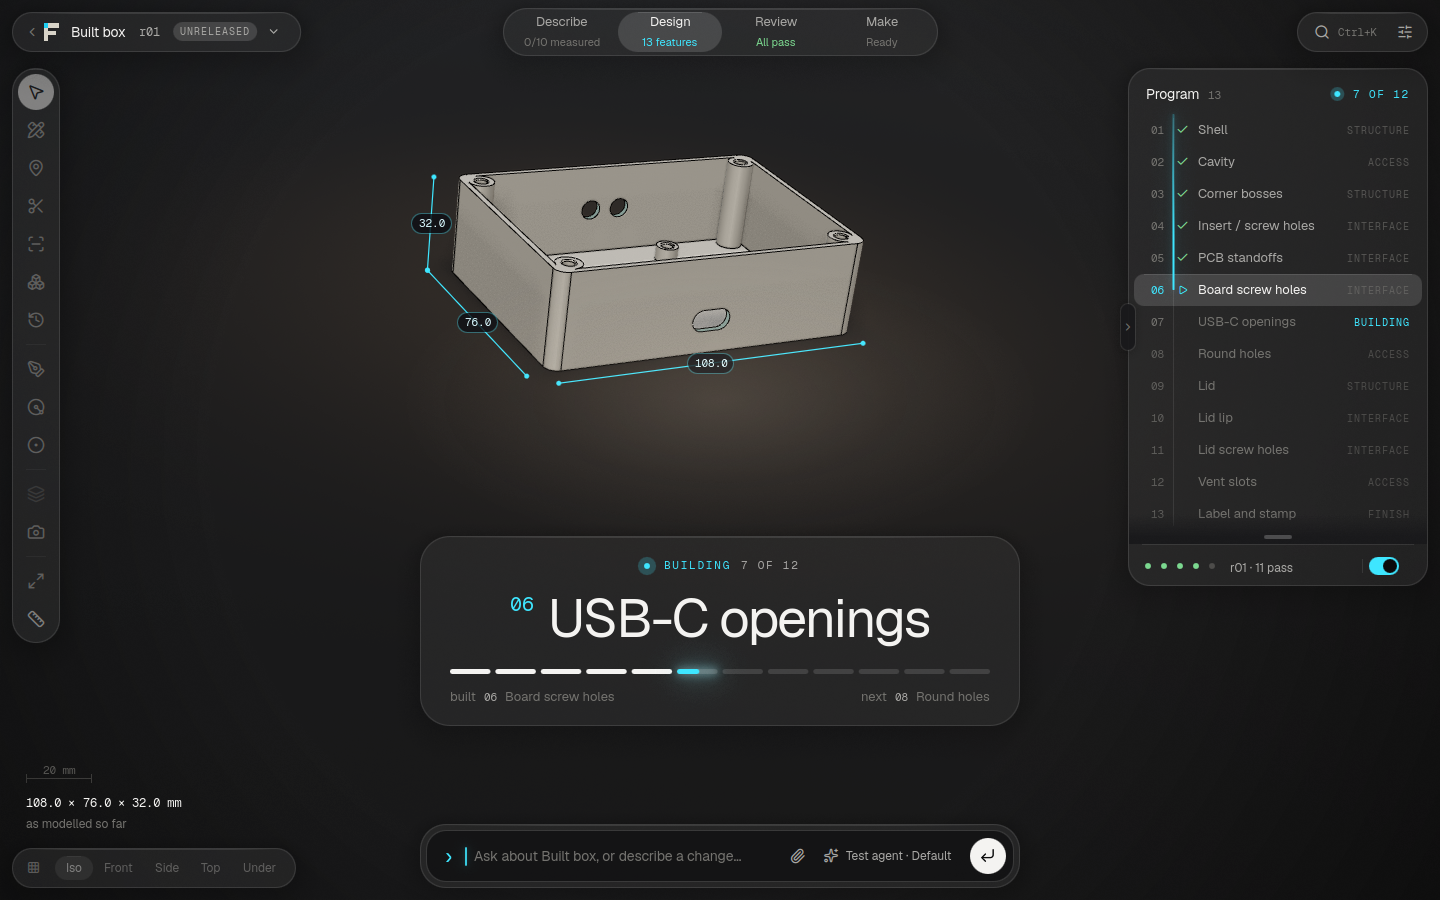 Built box r01 UNRELEASED
Describe
0/10 measured
Design
13 features
Review
All pass
Make
Ready
Ctrl+K
Program 13
7 OF 12
01 Shell STRUCTURE
02 Cavity ACCESS
03 Corner bosses STRUCTURE
04 Insert / screw holes INTERFACE
05 PCB standoffs INTERFACE
06 Board screw holes INTERFACE
07 USB-C openings BUILDING
08 Round holes ACCESS
09 Lid STRUCTURE
10 Lid lip INTERFACE
11 Lid screw holes INTERFACE
12 Vent slots ACCESS
13 Label and stamp FINISH
r01 · 11 pass
32.0
76.0
108.0
BUILDING 7 OF 12
06 USB-C openings
built 06 Board screw holes
next 08 Round holes
20 mm
108.0 × 76.0 × 32.0 mm
as modelled so far
Iso Front Side Top Under
Ask about Built box, or describe a change…
Test agent · Default